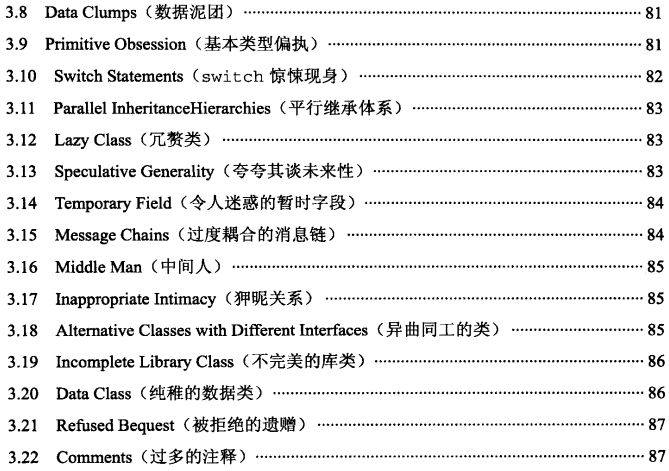 3.8 Data Clumps（数据泥团）81
3.9 Primitive Obsession（基本类型偏执）81
3.10 Switch Statements（switch 惊悚现身）82
3.11 Parallel InheritanceHierarchies（平行继承体系）83
3.12 Lazy Class（冗赘类）83
3.13 Speculative Generality（夸夸其谈未来性）83
3.14 Temporary Field（令人迷惑的暂时字段）84
3.15 Message Chains（过度耦合的消息链）84
3.16 Middle Man（中间人）85
3.17 Inappropriate Intimacy（狎昵关系）85
3.18 Alternative Classes with Different Interfaces（异曲同工的类）85
3.19 Incomplete Library Class（不完美的库类）86
3.20 Data Class（纯稚的数据类）86
3.21 Refused Bequest（被拒绝的遗赠）87
3.22 Comments（过多的注释）87